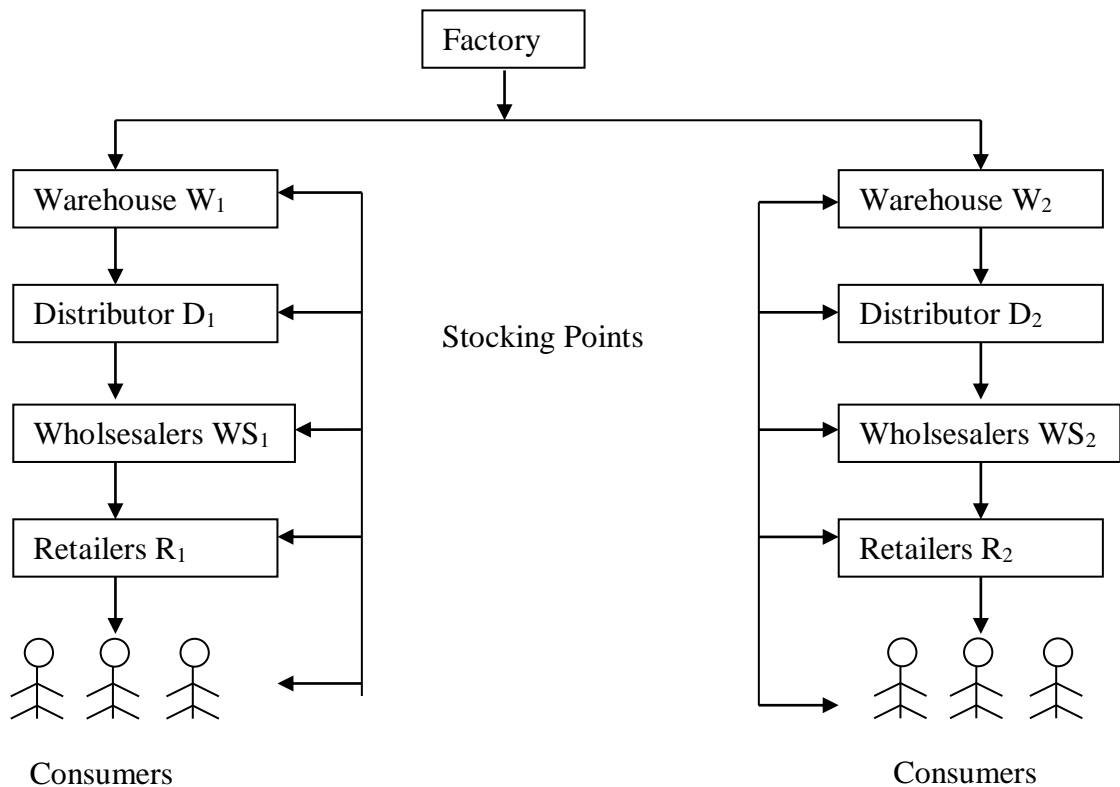 Factory
Warehouse W₁
Warehouse W₂
Distributor D₁
Distributor D₂
Stocking Points
Wholsesalers WS₁
Wholsesalers WS₂
Retailers R₁
Retailers R₂
Consumers
Consumers